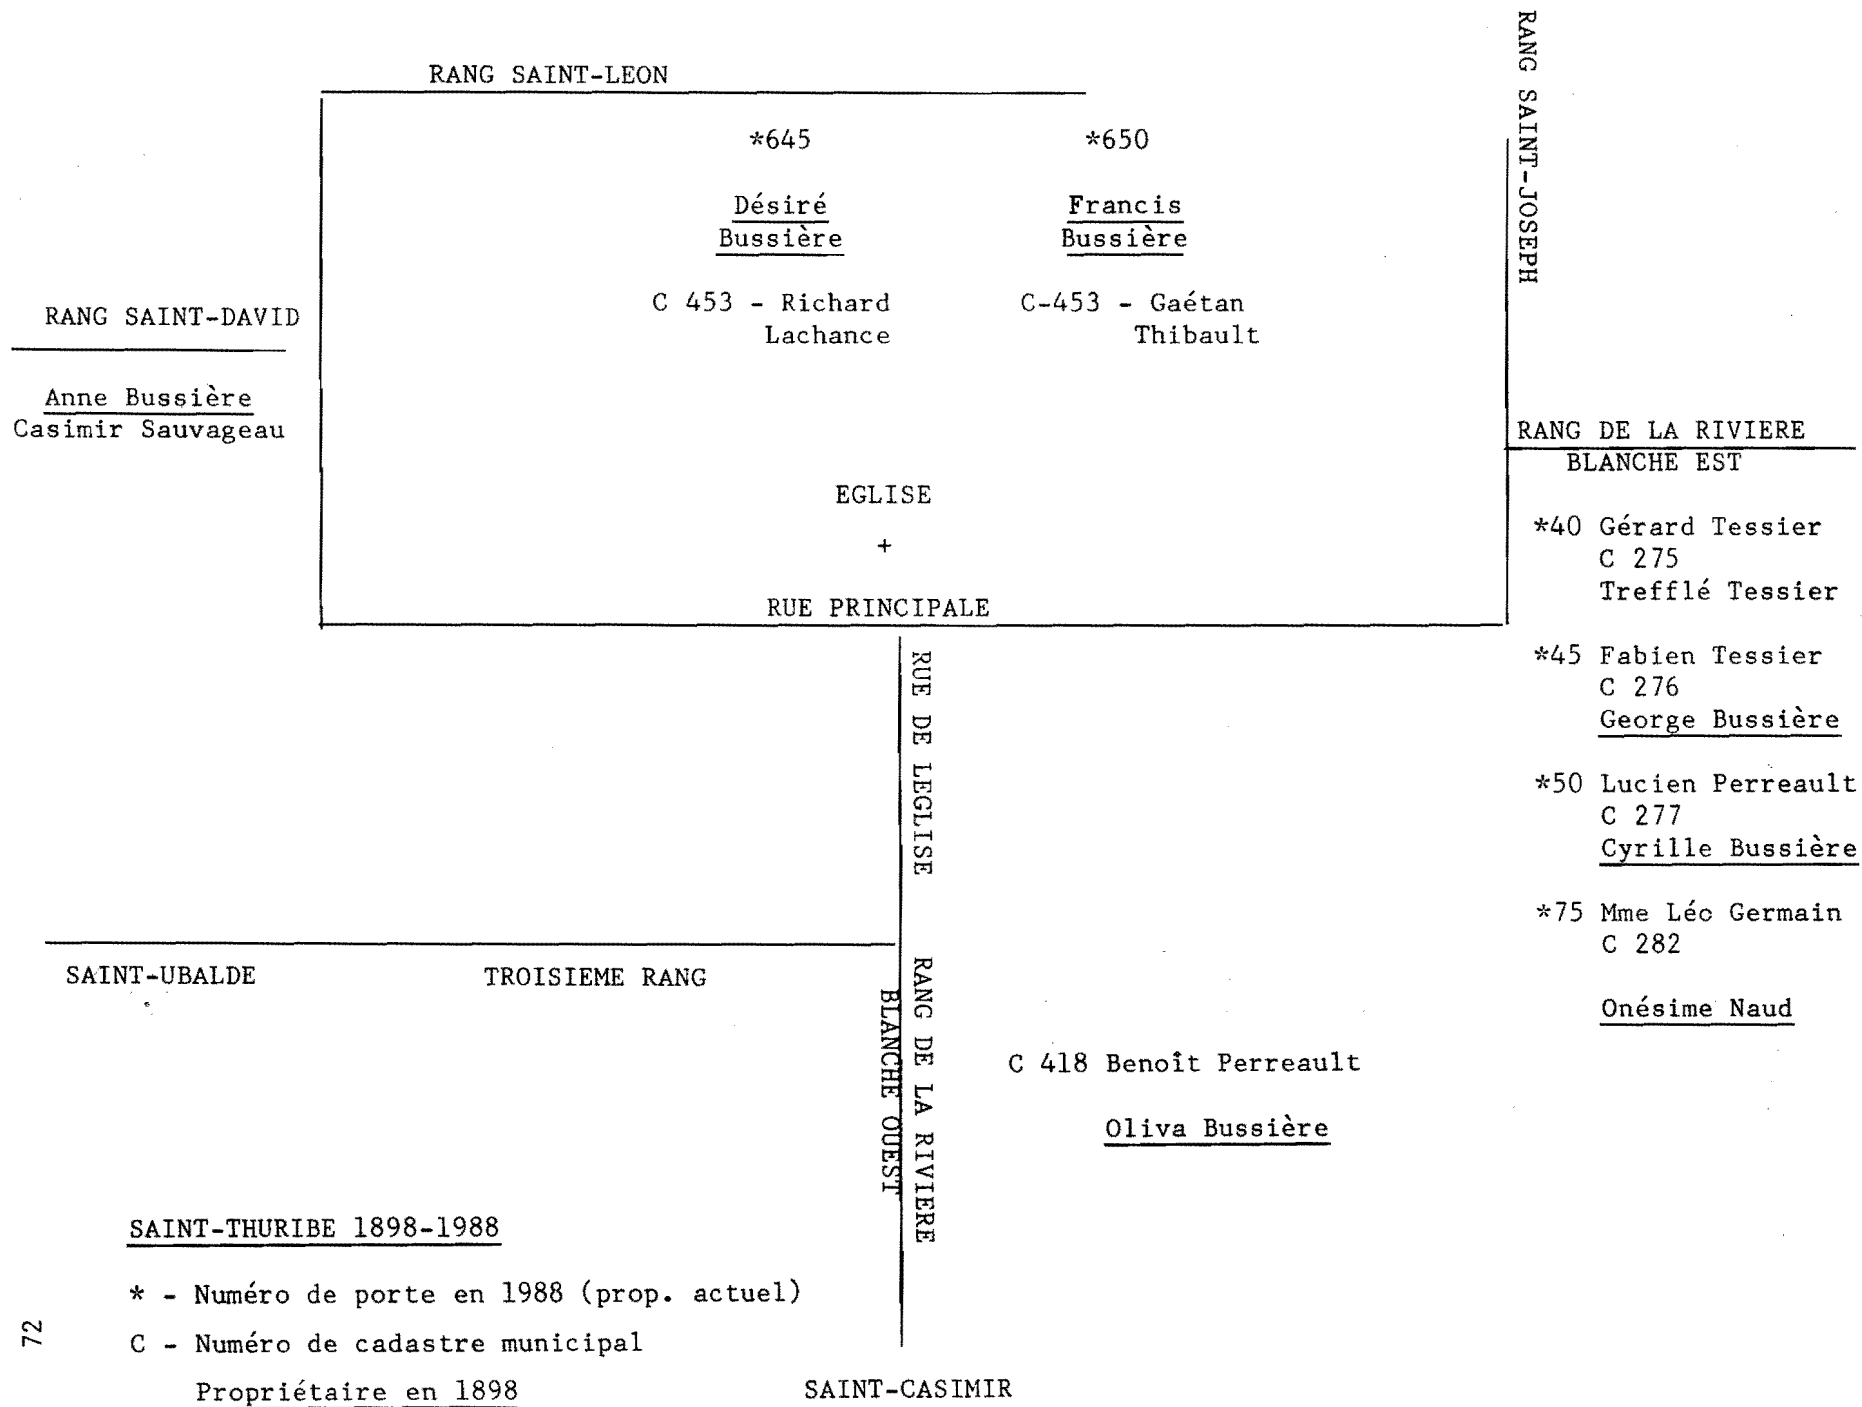 RANG SAINT-LEON
RANG SAINT-JOSEPH
*645
Désiré
Bussière
C 453 - Richard
Lachance
*650
Francis
Bussière
C-453 - Gaétan
Thibault
RANG SAINT-DAVID
Anne Bussière
Casimir Sauvageau
EGLISE
+
RUE PRINCIPALE
RANG DE LA RIVIERE
BLANCHE EST
*40 Gérard Tessier
C 275
Trefflé Tessier
*45 Fabien Tessier
C 276
George Bussière
*50 Lucien Perreault
C 277
Cyrille Bussière
*75 Mme Léo Germain
C 282
Onésime Naud
RUE DE LEGLISE
SAINT-UBALDE
TROISIEME RANG
RANG DE LA RIVIERE
BLANCHE OUEST
C 418 Benoît Perreault
Oliva Bussière
SAINT-THURIBE 1898-1988
* - Numéro de porte en 1988 (prop. actuel)
C - Numéro de cadastre municipal
Propriétaire en 1898
SAINT-CASIMIR
72